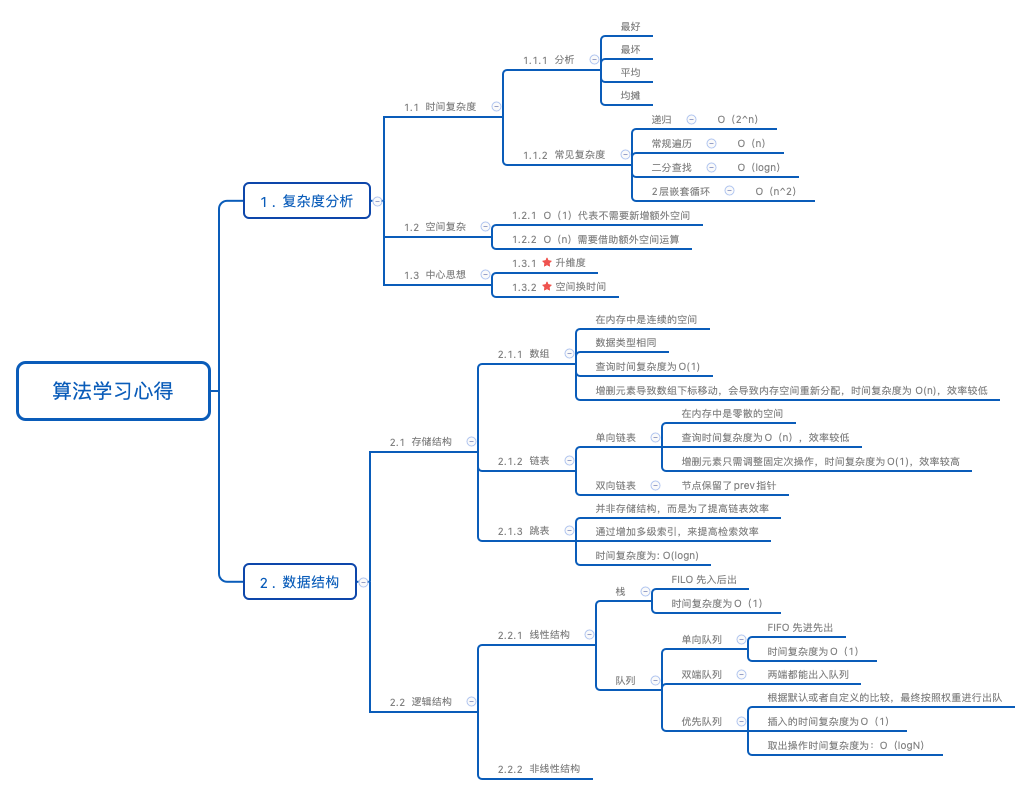 算法学习心得
1. 复杂度分析
1.1 时间复杂度
1.1.1 分析
最好
最坏
平均
均摊
1.1.2 常见复杂度
递归 O（2^n）
常规遍历 O（n）
二分查找 O（logn）
2层嵌套循环 O（n^2）
1.2 空间复杂
1.2.1 O（1）代表不需要新增额外空间
1.2.2 O（n）需要借助额外空间运算
1.3 中心思想
1.3.1 升维度
1.3.2 空间换时间
2. 数据结构
2.1 存储结构
2.1.1 数组
在内存中是连续的空间
数据类型相同
查询时间复杂度为O(1)
增删元素导致数组下标移动，会导致内存空间重新分配，时间复杂度为 O(n)，效率较低
2.1.2 链表
单向链表
在内存中是零散的空间
查询时间复杂度为O（n），效率较低
增删元素只需调整固定次操作，时间复杂度为O(1)，效率较高
双向链表 节点保留了prev指针
2.1.3 跳表
并非存储结构，而是为了提高链表效率
通过增加多级索引，来提高检索效率
时间复杂度为: O(logn)
2.2 逻辑结构
2.2.1 线性结构
栈
FILO 先入后出
时间复杂度为O（1）
队列
单向队列
FIFO 先进先出
时间复杂度为O（1）
双端队列 两端都能出入队列
优先队列
根据默认或者自定义的比较，最终按照权重进行出队
插入的时间复杂度为O（1）
取出操作时间复杂度为：O（logN）
2.2.2 非线性结构